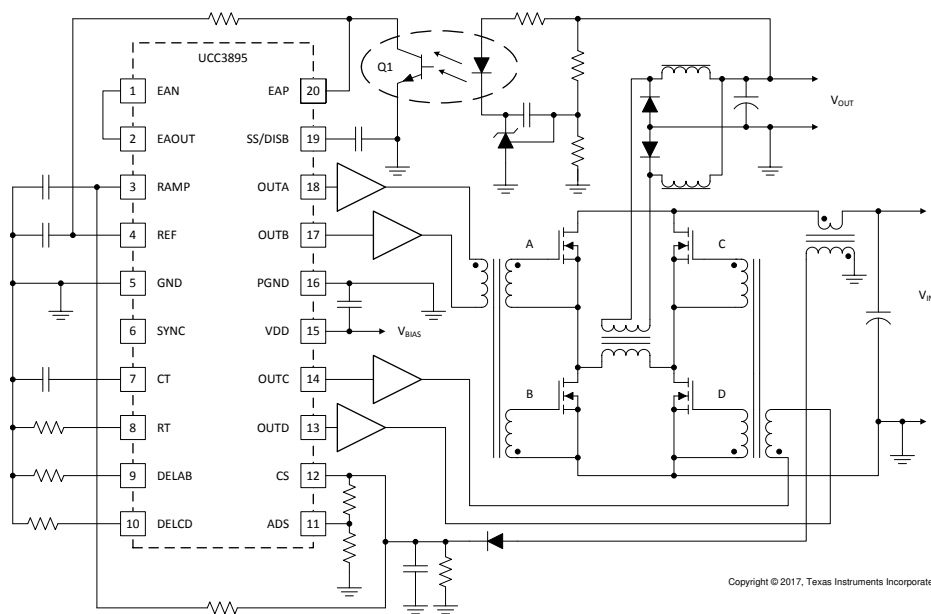 UCC3895
Q1
1 EAN
EAP 20
2 EAOUT
SS/DISB 19
3 RAMP
OUTA 18
4 REF
OUTB 17
5 GND
PGND 16
6 SYNC
VDD 15
7 CT
OUTC 14
8 RT
OUTD 13
9 DELAB
CS 12
10 DELCD
ADS 11
VBIAS
VOUT
A
C
B
D
VIN
Copyright © 2017, Texas Instruments Incorporate